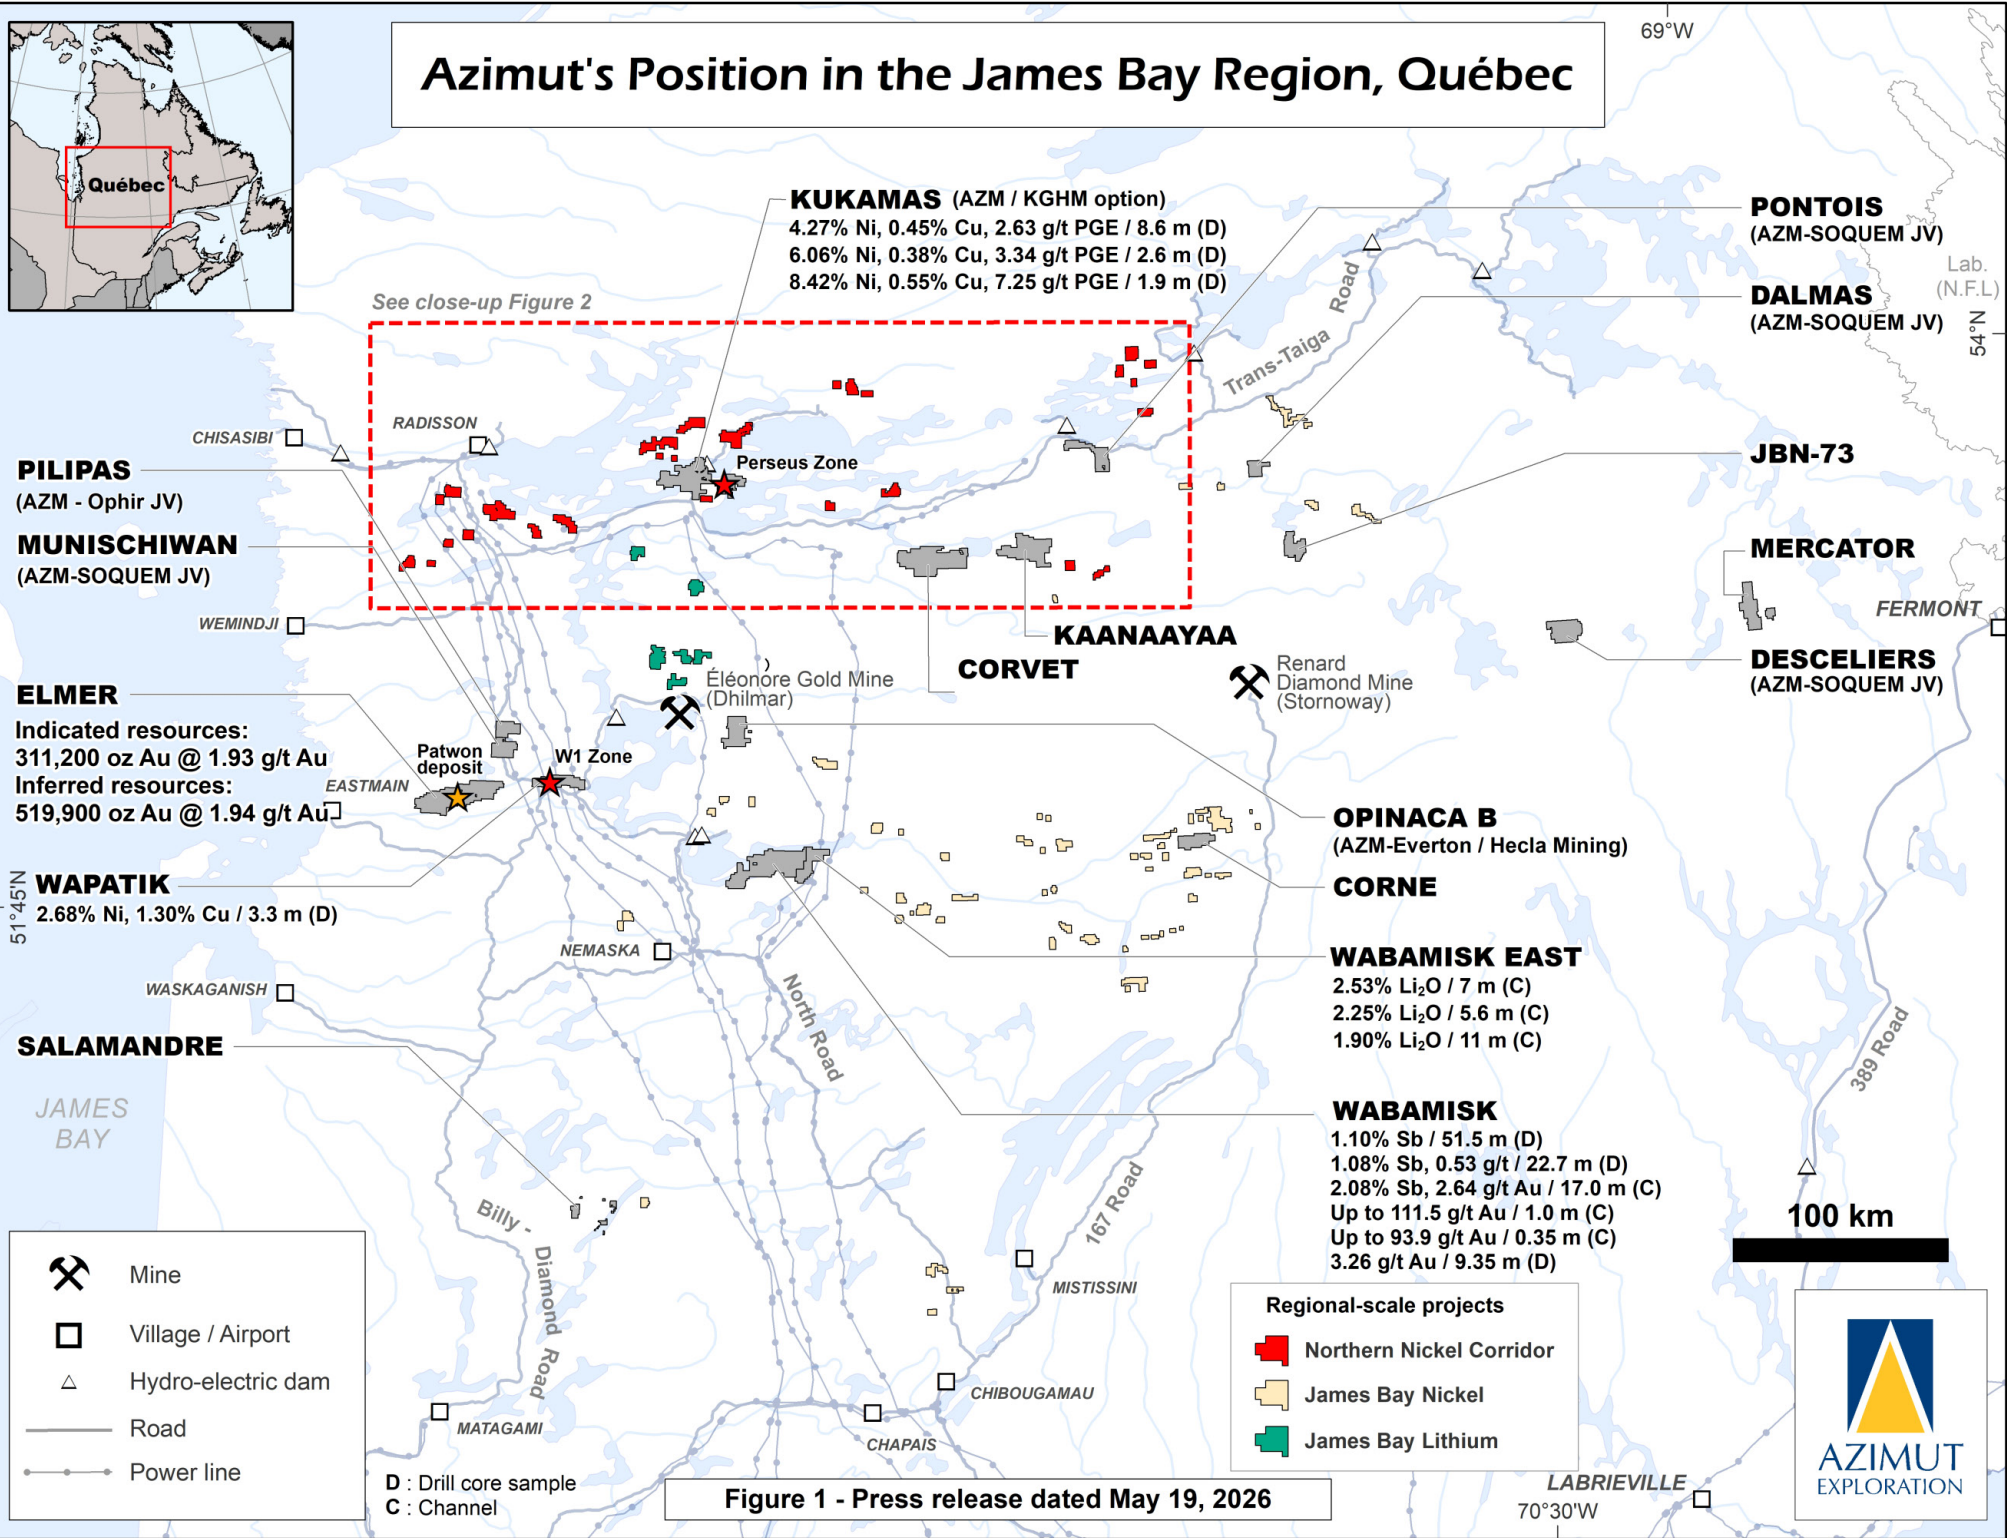 Azimut's Position in the James Bay Region, Québec
69°W
Québec
KUKAMAS (AZM / KGHM option)
4.27% Ni, 0.45% Cu, 2.63 g/t PGE / 8.6 m (D)
6.06% Ni, 0.38% Cu, 3.34 g/t PGE / 2.6 m (D)
8.42% Ni, 0.55% Cu, 7.25 g/t PGE / 1.9 m (D)
PONTOIS
(AZM-SOQUEM JV)
Lab.
(N.F.L)
DALMAS
(AZM-SOQUEM JV)
54°N
See close-up Figure 2
Trans-Taiga Road
CHISASIBI
RADISSON
PILIPAS
(AZM - Ophir JV)
Perseus Zone
JBN-73
MUNISCHIWAN
(AZM-SOQUEM JV)
MERCATOR
FERMONT
WEMINDJI
KAANAAYAA
CORVET
DESCELIERS
(AZM-SOQUEM JV)
Éléonore Gold Mine
(Dhilmar)
Renard
Diamond Mine
(Stornoway)
ELMER
Indicated resources:
311,200 oz Au @ 1.93 g/t Au
Inferred resources:
519,900 oz Au @ 1.94 g/t Au
Patwon
deposit
W1 Zone
EASTMAIN
OPINACA B
(AZM-Everton / Hecla Mining)
CORNE
WAPATIK
2.68% Ni, 1.30% Cu / 3.3 m (D)
51°45'N
NEMASKA
WABAMISK EAST
2.53% Li₂O / 7 m (C)
2.25% Li₂O / 5.6 m (C)
1.90% Li₂O / 11 m (C)
WASKAGANISH
North Road
SALAMANDRE
389 Road
JAMES
BAY
WABAMISK
1.10% Sb / 51.5 m (D)
1.08% Sb, 0.53 g/t / 22.7 m (D)
2.08% Sb, 2.64 g/t Au / 17.0 m (C)
Up to 111.5 g/t Au / 1.0 m (C)
Up to 93.9 g/t Au / 0.35 m (C)
3.26 g/t Au / 9.35 m (D)
167 Road
Billy - Diamond Road
100 km
MISTISSINI
Mine
Village / Airport
Hydro-electric dam
Road
Power line
Regional-scale projects
Northern Nickel Corridor
James Bay Nickel
James Bay Lithium
CHIBOUGAMAU
MATAGAMI
CHAPAIS
D : Drill core sample
C : Channel
Figure 1 - Press release dated May 19, 2026
LABRIEVILLE
70°30'W
AZIMUT
EXPLORATION